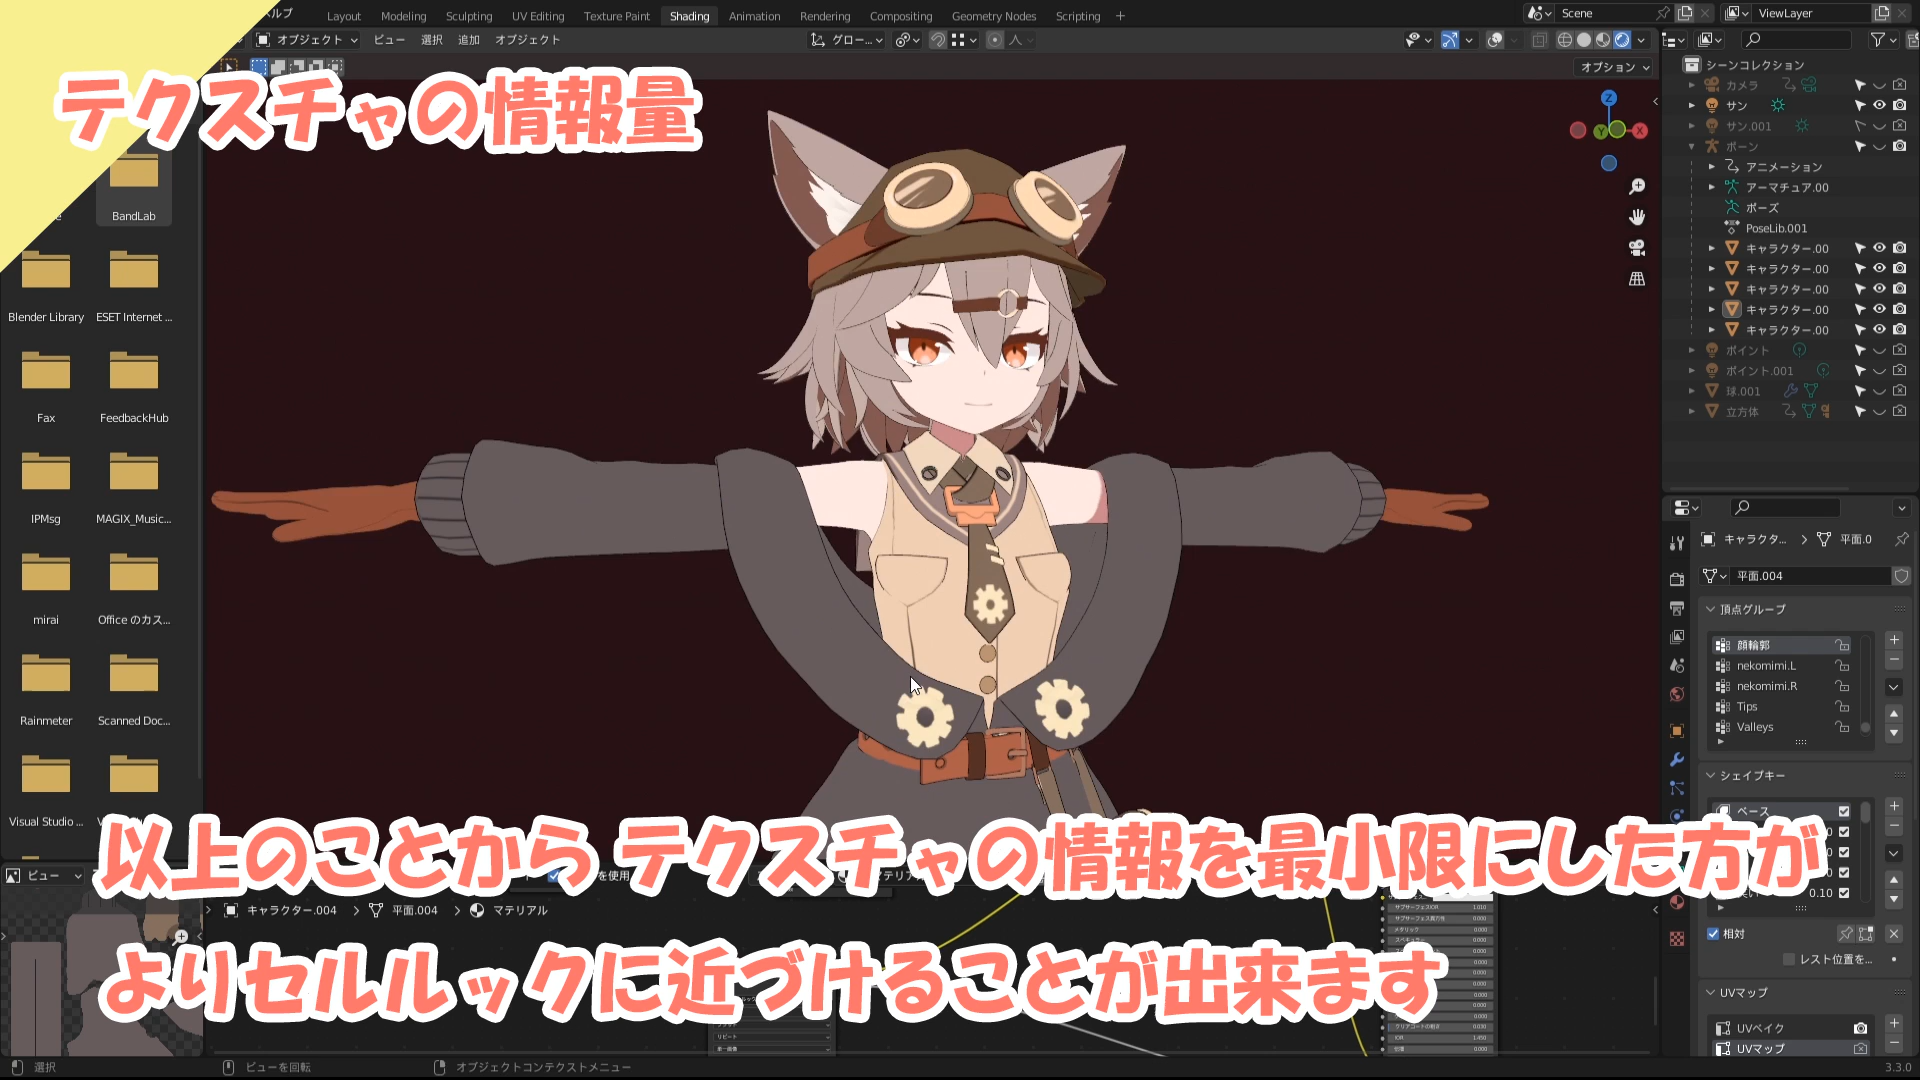 ヘルプ
Layout
Modeling
Sculpting
UV Editing
Texture Paint
Shading
Animation
Rendering
Compositing
Geometry Nodes
Scripting
Scene
ViewLayer
オブジェクト
ビュー
選択
追加
オブジェクト
グロー...
オプション
テクスチャの情報量
BandLab
Blender Library
ESET Internet ...
Fax
FeedbackHub
IPMsg
MAGIX_Music...
mirai
Office のカス...
Rainmeter
Scanned Doc...
Visual Studio ...
Z
Y
X
シーンコレクション
カメラ
サン
サン.001
ボーン
アニメーション
アーマチュア.00
ポーズ
PoseLib.001
キャラクター.00
キャラクター.00
キャラクター.00
キャラクター.00
キャラクター.00
ポイント
ポイント.001
球.001
立方体
キャラクタ...
平面.0
平面.004
頂点グループ
顔輪郭
nekomimi.L
nekomimi.R
Tips
Valleys
シェイプキー
ベース
0.10
相対
レスト位置を...
UVマップ
UVベイク
UVマップ
以上のことから テクスチャの情報を最小限にした方が
よりセルルックに近づけることが出来ます
ビュー
を使用
キャラクター.004
平面.004
マテリアル
選択
ビューを回転
オブジェクトコンテクストメニュー
3.3.0